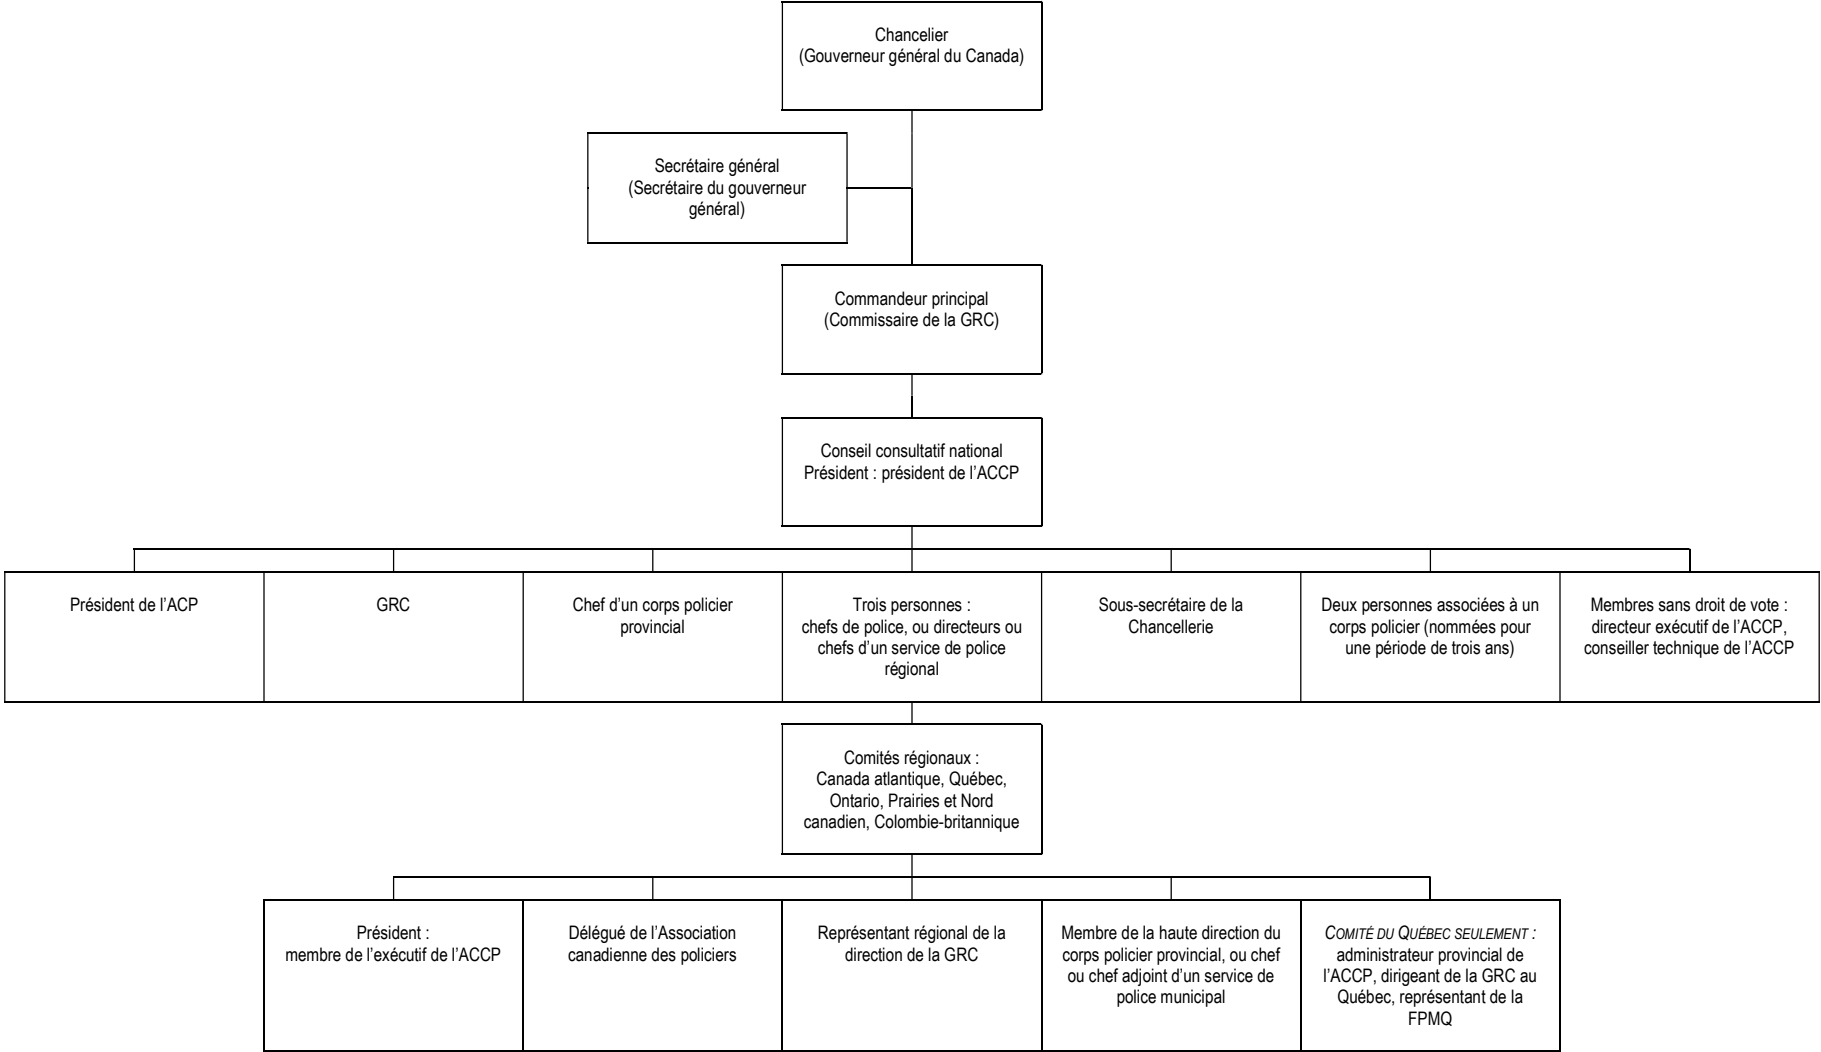 Chancelier
(Gouverneur général du Canada)
Secrétaire général
(Secrétaire du gouverneur
général)
Commandeur principal
(Commissaire de la GRC)
Conseil consultatif national
Président : président de l’ACCP
Président de l’ACP
GRC
Chef d’un corps policier
provincial
Trois personnes :
chefs de police, ou directeurs ou
chefs d’un service de police
régional
Sous-secrétaire de la
Chancellerie
Deux personnes associées à un
corps policier (nommées pour
une période de trois ans)
Membres sans droit de vote :
directeur exécutif de l’ACCP,
conseiller technique de l’ACCP
Comités régionaux :
Canada atlantique, Québec,
Ontario, Prairies et Nord
canadien, Colombie-britannique
Président :
membre de l’exécutif de l’ACCP
Délégué de l’Association
canadienne des policiers
Représentant régional de la
direction de la GRC
Membre de la haute direction du
corps policier provincial, ou chef
ou chef adjoint d’un service de
police municipal
COMITÉ DU QUÉBEC SEULEMENT :
administrateur provincial de
l’ACCP, dirigeant de la GRC au
Québec, représentant de la
FPMQ